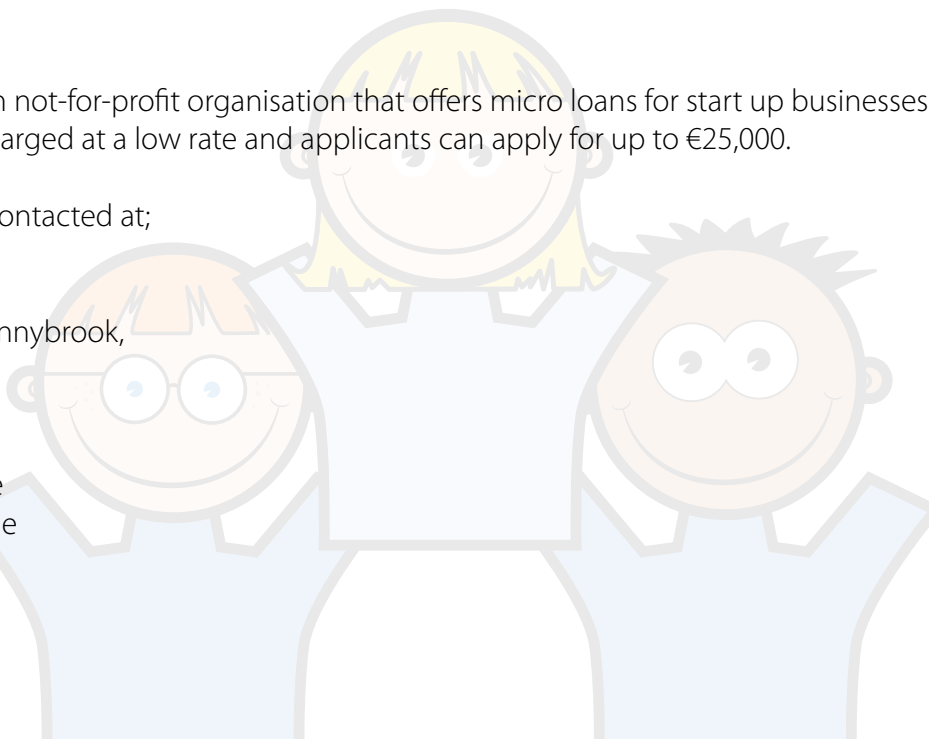 n not-for-profit organisation that offers micro loans for start up businesses
arged at a low rate and applicants can apply for up to €25,000.
ontacted at;
nnybrook,
e
e